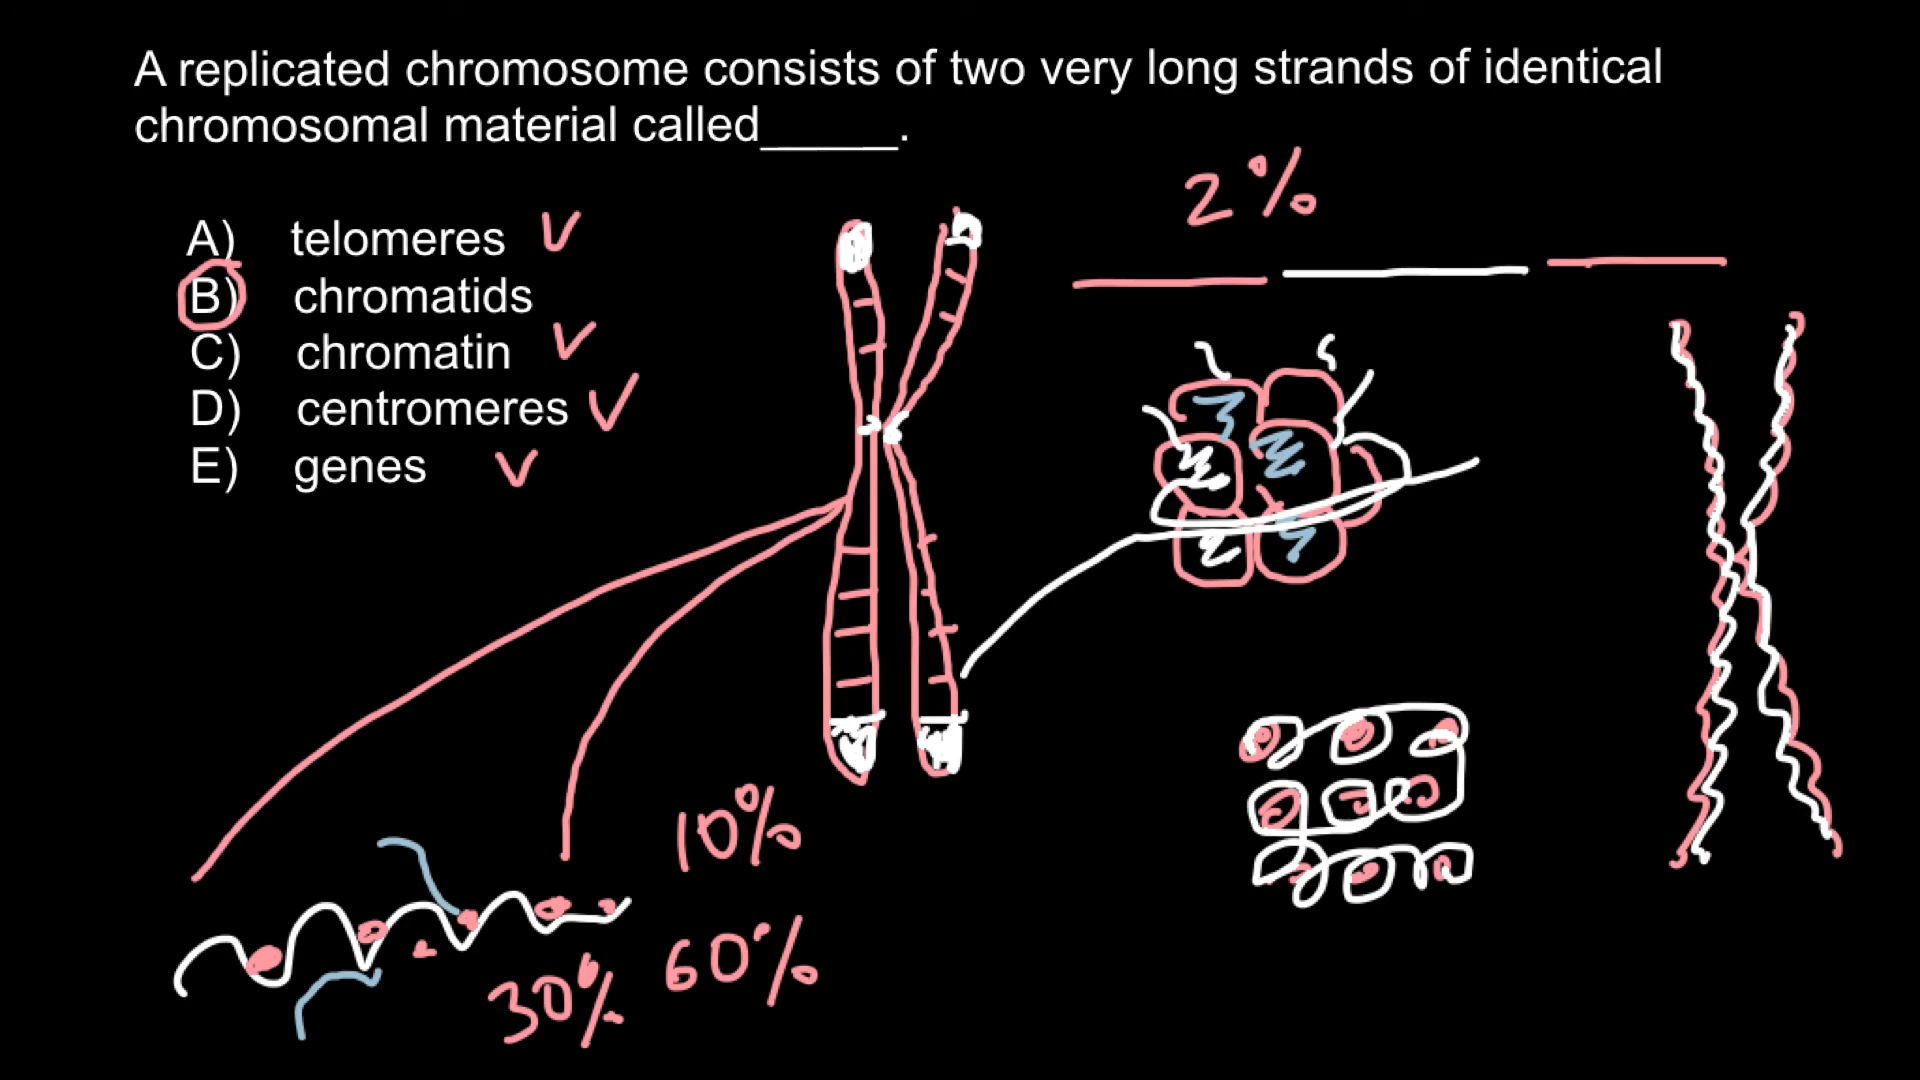 A replicated chromosome consists of two very long strands of identical
chromosomal material called_____.
2%
A) telomeres
B) chromatids
C) chromatin
D) centromeres
E) genes
10%
60%
30%